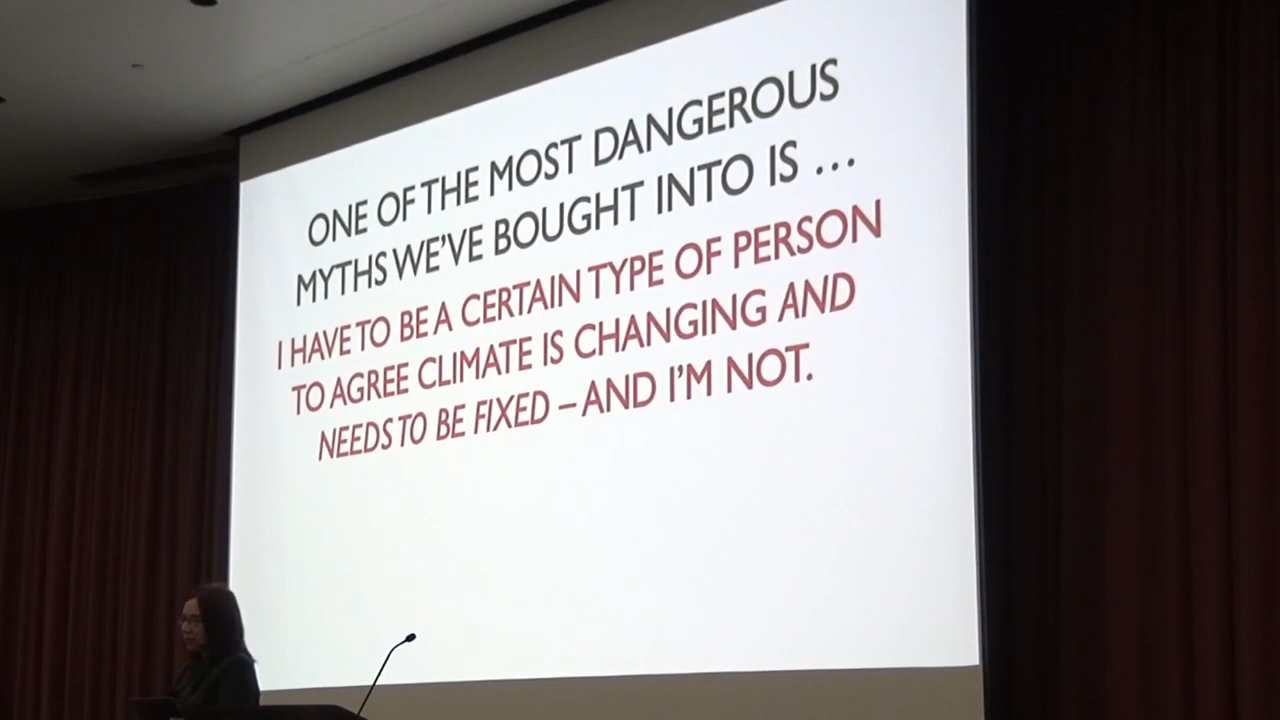 ONE OF THE MOST DANGEROUS
MYTHS WE'VE BOUGHT INTO IS ...
I HAVE TO BE A CERTAIN TYPE OF PERSON
TO AGREE CLIMATE IS CHANGING AND
NEEDS TO BE FIXED – AND I'M NOT.